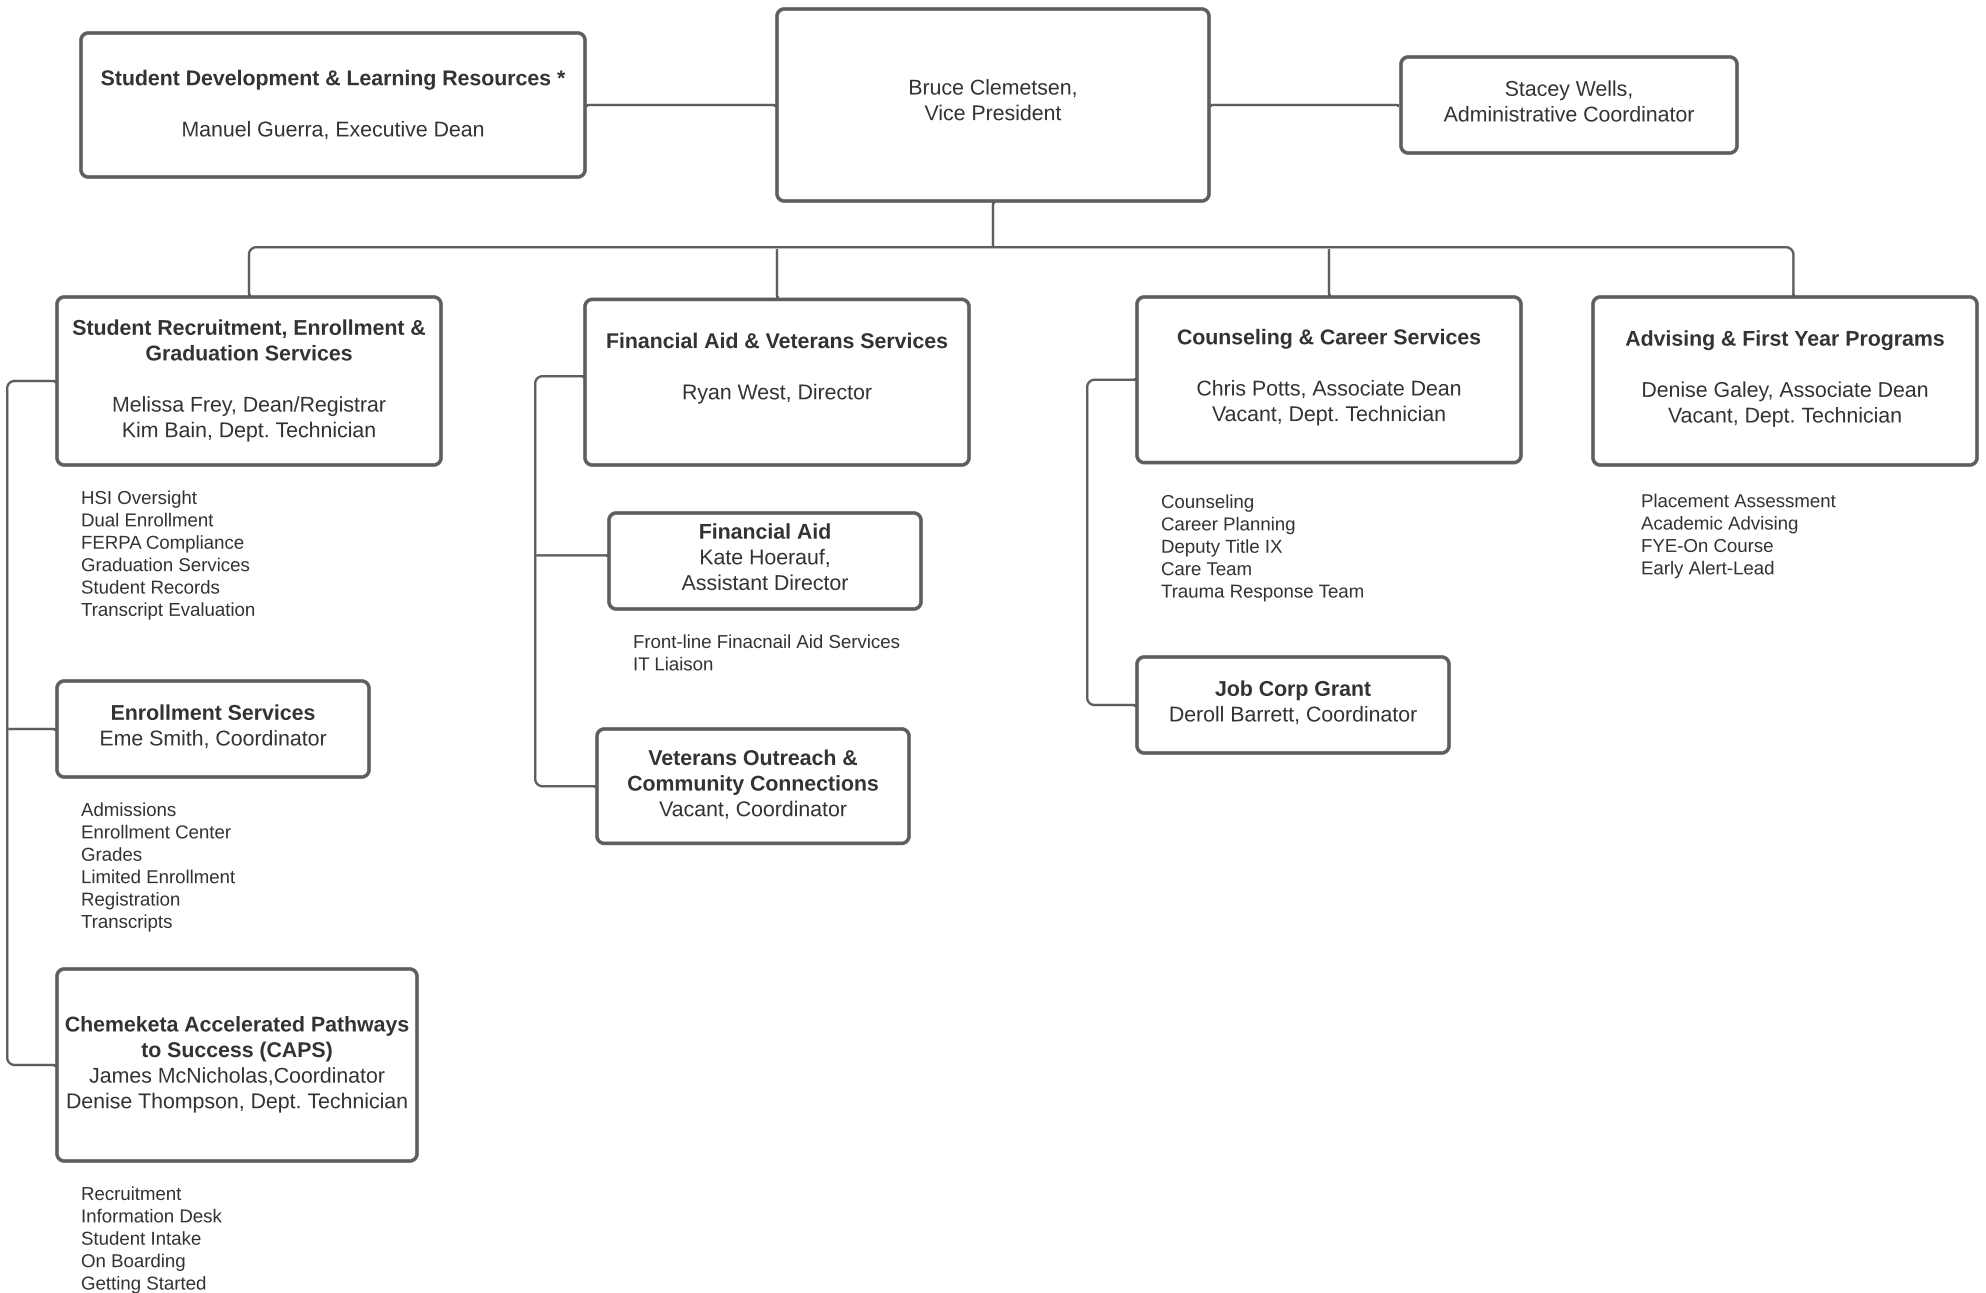 Student Development & Learning Resources *
Manuel Guerra, Executive Dean
Bruce Clemetsen,
Vice President
Stacey Wells,
Administrative Coordinator
Student Recruitment, Enrollment &
Graduation Services
Melissa Frey, Dean/Registrar
Kim Bain, Dept. Technician
HSI Oversight
Dual Enrollment
FERPA Compliance
Graduation Services
Student Records
Transcript Evaluation
Enrollment Services
Eme Smith, Coordinator
Admissions
Enrollment Center
Grades
Limited Enrollment
Registration
Transcripts
Chemeketa Accelerated Pathways
to Success (CAPS)
James McNicholas,Coordinator
Denise Thompson, Dept. Technician
Recruitment
Information Desk
Student Intake
On Boarding
Getting Started
Financial Aid & Veterans Services
Ryan West, Director
Financial Aid
Kate Hoerauf,
Assistant Director
Front-line Finacnail Aid Services
IT Liaison
Veterans Outreach &
Community Connections
Vacant, Coordinator
Counseling & Career Services
Chris Potts, Associate Dean
Vacant, Dept. Technician
Counseling
Career Planning
Deputy Title IX
Care Team
Trauma Response Team
Job Corp Grant
Deroll Barrett, Coordinator
Advising & First Year Programs
Denise Galey, Associate Dean
Vacant, Dept. Technician
Placement Assessment
Academic Advising
FYE-On Course
Early Alert-Lead